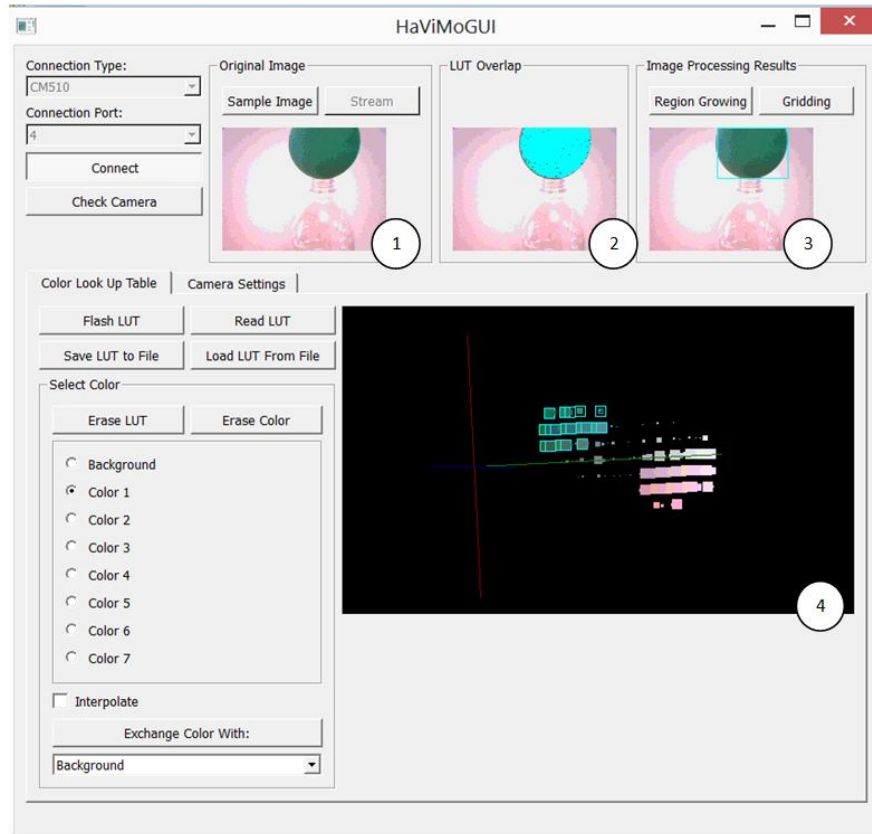 HaViMoGUI
Connection Type:
CM510
Connection Port:
4
Connect
Check Camera
Original Image
Sample Image
Stream
1
LUT Overlap
2
Image Processing Results
Region Growing
Gridding
3
Color Look Up Table
Camera Settings
Flash LUT
Read LUT
Save LUT to File
Load LUT From File
Select Color
Erase LUT
Erase Color
Background
Color 1
Color 2
Color 3
Color 4
Color 5
Color 6
Color 7
Interpolate
Exchange Color With:
Background
4